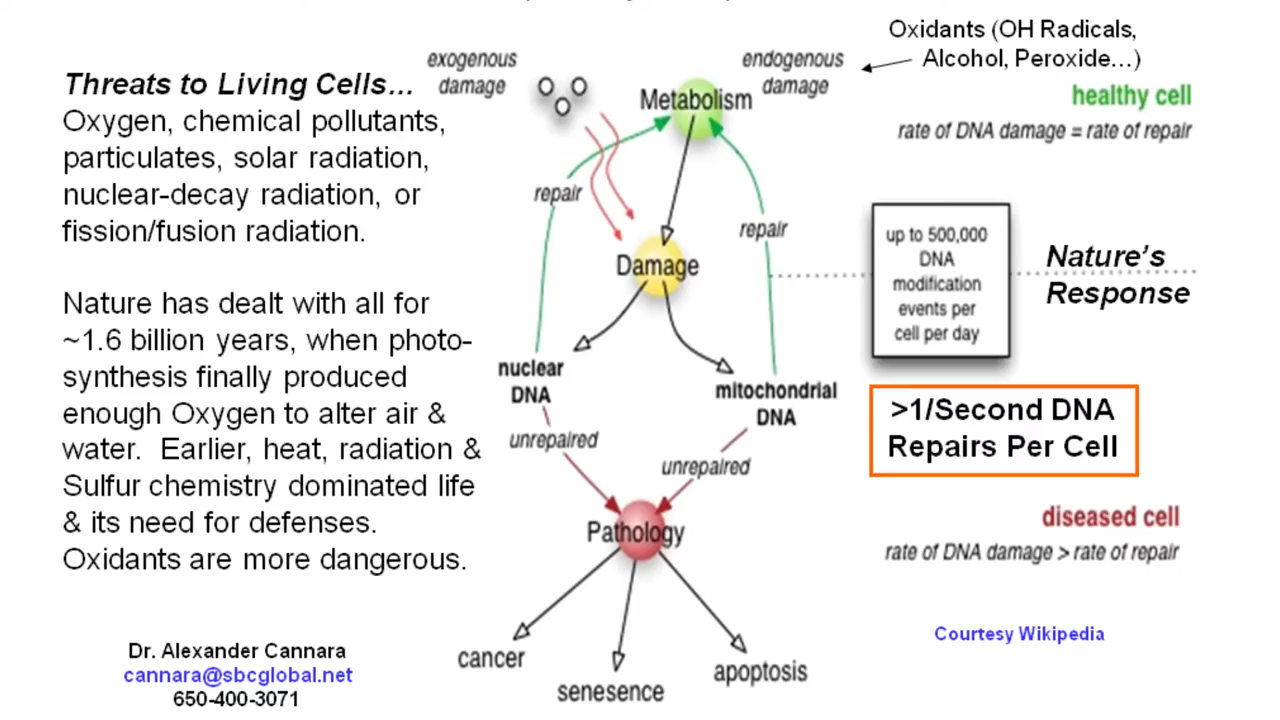 Threats to Living Cells...
Oxygen, chemical pollutants,
particulates, solar radiation,
nuclear-decay radiation, or
fission/fusion radiation.
Nature has dealt with all for
~1.6 billion years, when photo-
synthesis finally produced
enough Oxygen to alter air &
water. Earlier, heat, radiation &
Sulfur chemistry dominated life
& its need for defenses.
Oxidants are more dangerous.
Dr. Alexander Cannara
cannara@sbcglobal.net
650-400-3071
exogenous
damage
Metabolism
endogenous
damage
repair
repair
Damage
nuclear
DNA
mitochondrial
DNA
unrepaired
unrepaired
Pathology
cancer
senesence
apoptosis
Oxidants (OH Radicals,
Alcohol, Peroxide...)
healthy cell
rate of DNA damage = rate of repair
up to 500,000
DNA
modification
events per
cell per day
Nature's
Response
>1/Second DNA
Repairs Per Cell
diseased cell
rate of DNA damage > rate of repair
Courtesy Wikipedia